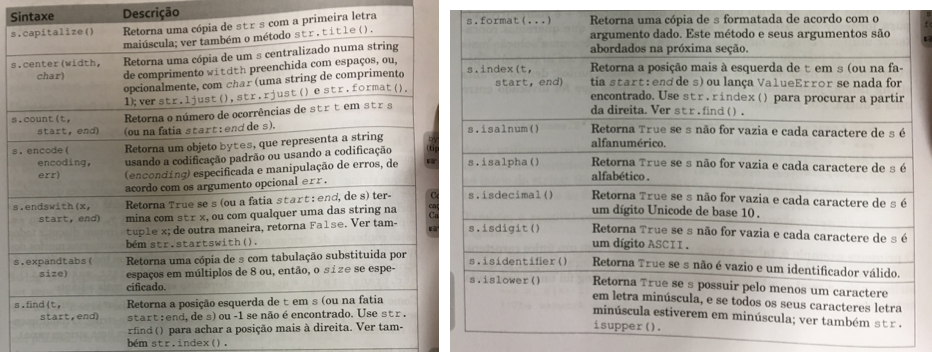 Sintaxe Descrição
s.capitalize() Retorna uma cópia de str s com a primeira letra
maiúscula; ver também o método str.title().
s.center(width, Retorna uma cópia de um s centralizado numa string
char) de comprimento witdth preenchida com espaços, ou,
opcionalmente, com char (uma string de comprimento
1); ver str.ljust(), str.rjust() e str.format().
s.count(t, Retorna o número de ocorrências de str t em str s
start, end) (ou na fatia start:end de s).
s. encode( Retorna um objeto bytes, que representa a string
encoding, usando a codificação padrão ou usando a codificação
err) (enconding) especificada e manipulação de erros, de
acordo com os argumento opcional err.
s.endswith(x, Retorna True se s (ou a fatia start:end, de s) ter-
start, end) mina com str x, ou com qualquer uma das string na
tuple x; de outra maneira, retorna False. Ver tam-
bém str.startswith().
s.expandtabs( Retorna uma cópia de s com tabulação substituída por
size) espaços em múltiplos de 8 ou, então, o size se espe-
cificado.
s.find(t, Retorna a posição esquerda de t em s (ou na fatia
start,end) start:end, de s) ou -1 se não é encontrado. Use str.
rfind() para achar a posição mais à direita. Ver tam-
bém str.index().
s.format(...) Retorna uma cópia de s formatada de acordo com o
argumento dado. Este método e seus argumentos são
abordados na próxima seção.
s.index(t, Retorna a posição mais à esquerda de t em s (ou na fa-
start, end) tia start:end de s) ou lança ValueError se nada for
encontrado. Use str.rindex() para procurar a partir
da direita. Ver str.find().
s.isalnum() Retorna True se s não for vazia e cada caractere de s é
alfanumérico.
s.isalpha() Retorna True se s não for vazia e cada caractere de s é
alfabético.
s.isdecimal() Retorna True se s não for vazia e cada caractere de s é
um dígito Unicode de base 10.
s.isdigit() Retorna True se s não for vazia e cada caractere de s é
um dígito ASCII.
s.isidentifier() Retorna True se s não é vazio e um identificador válido.
s.islower() Retorna True se s possuir pelo menos um caractere
em letra minúscula, e se todos os seus caracteres letra
minúscula estiverem em minúscula; ver também str.
isupper().